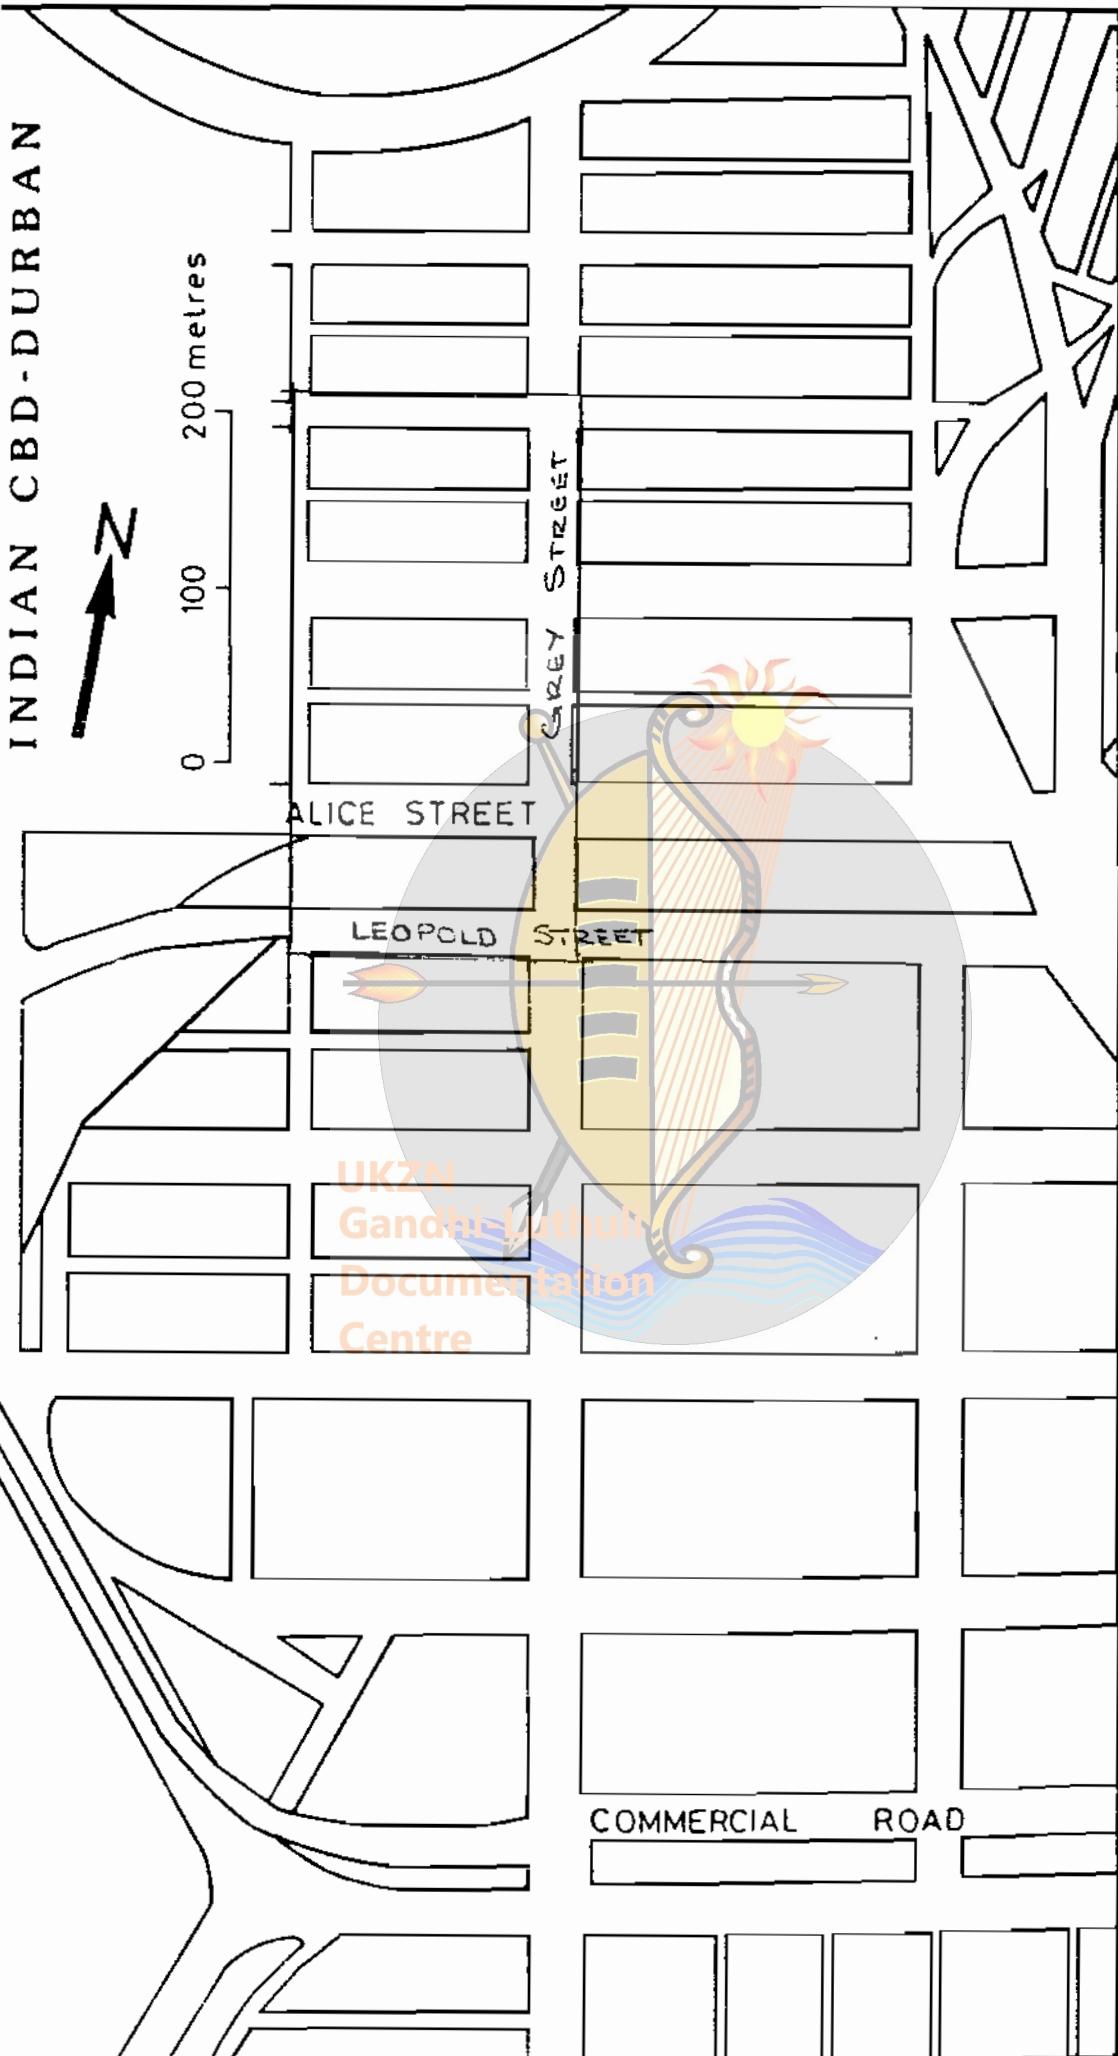 INDIAN CBD-DURBAN
N
200 metres
100
0
GREY STREET
ALICE STREET
LEOPOLD STREET
UKZN
Gandhi-Luthuli
Documentation
Centre
COMMERCIAL ROAD